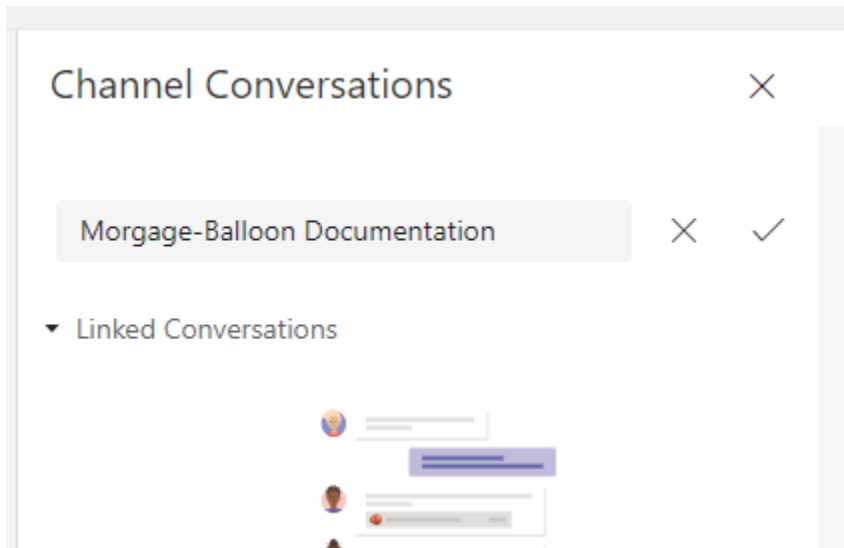 Channel Conversations
Morgage-Balloon Documentation
Linked Conversations